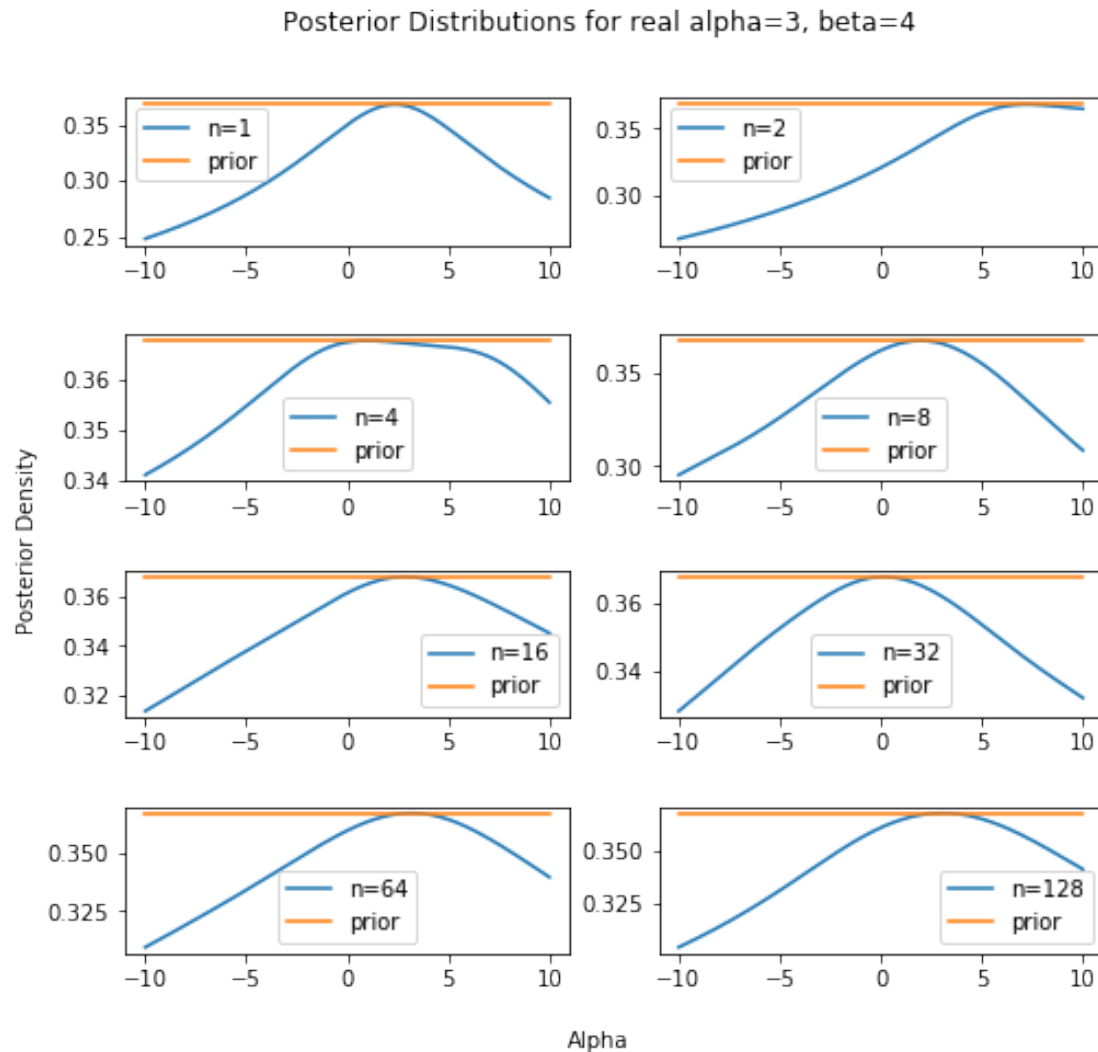 Posterior Distributions for real alpha=3, beta=4
0.35
0.30
0.25
n=1
prior
−10 −5 0 5 10
0.35
0.30
n=2
prior
−10 −5 0 5 10
0.36
0.35
0.34
n=4
prior
−10 −5 0 5 10
0.35
0.30
n=8
prior
−10 −5 0 5 10
Posterior Density
0.36
0.34
0.32
n=16
prior
−10 −5 0 5 10
0.36
0.34
n=32
prior
−10 −5 0 5 10
0.350
0.325
n=64
prior
−10 −5 0 5 10
0.350
0.325
n=128
prior
−10 −5 0 5 10
Alpha